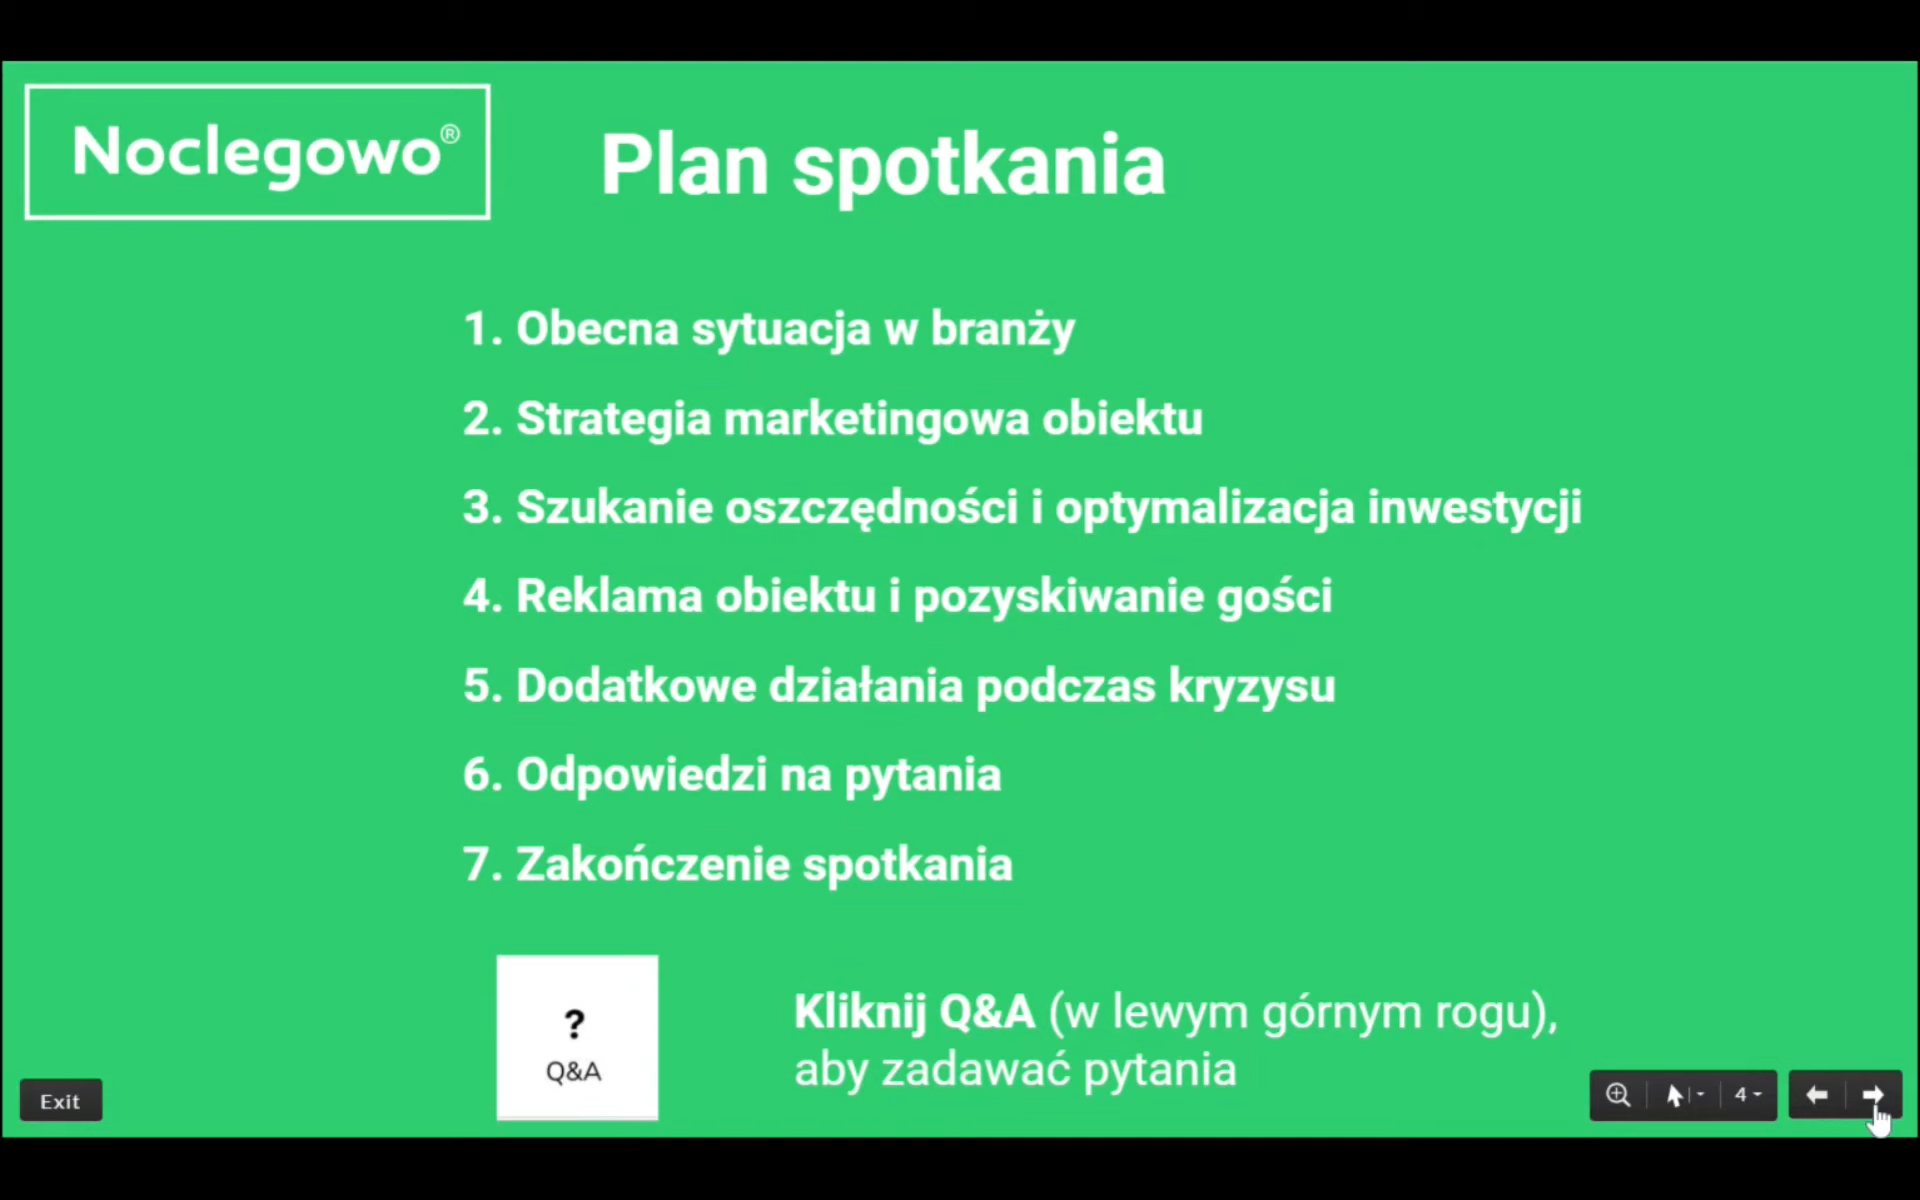 Noclegowo®
Plan spotkania
1. Obecna sytuacja w branży
2. Strategia marketingowa obiektu
3. Szukanie oszczędności i optymalizacja inwestycji
4. Reklama obiektu i pozyskiwanie gości
5. Dodatkowe działania podczas kryzysu
6. Odpowiedzi na pytania
7. Zakończenie spotkania
?
Q&A
Kliknij Q&A (w lewym górnym rogu),
aby zadawać pytania
Exit
4